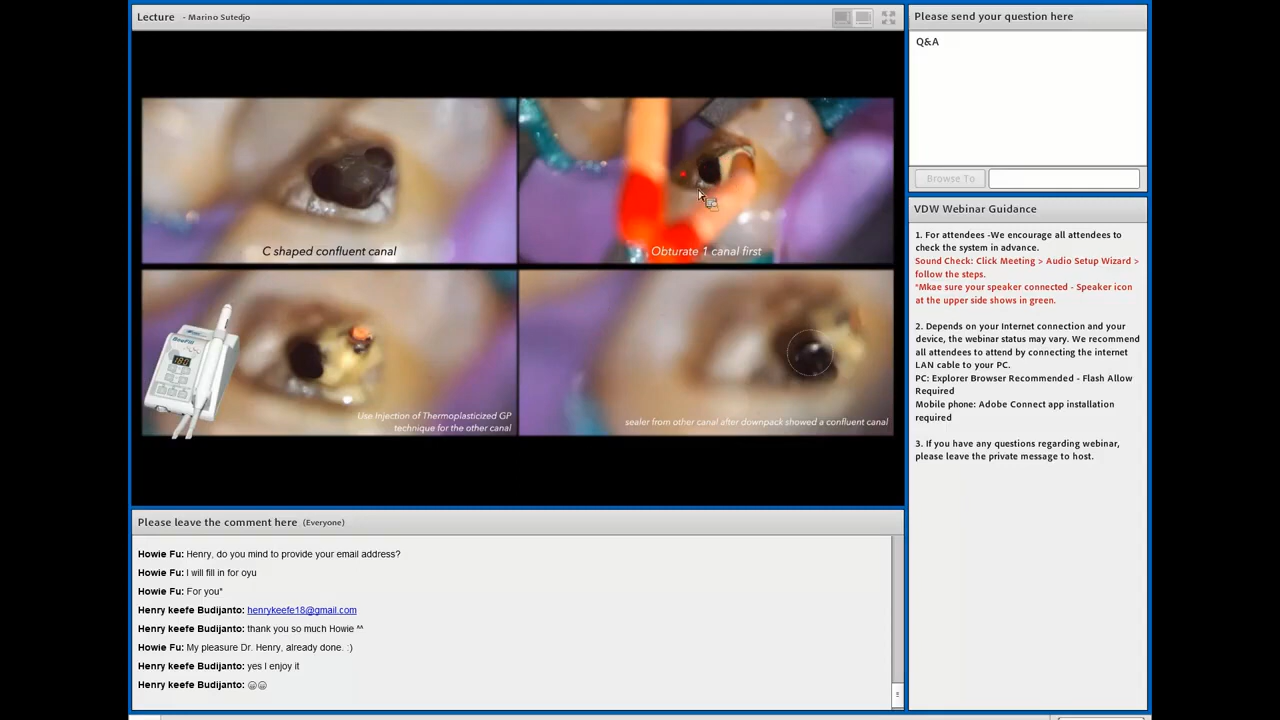 Lecture - Marino Sutedjo
C shaped confluent canal
Obturate 1 canal first
BeeFill
180
Use Injection of Thermoplasticized GP
technique for the other canal
sealer from other canal after downpack showed a confluent canal
Please leave the comment here (Everyone)
Howie Fu: Henry, do you mind to provide your email address?
Howie Fu: I will fill in for oyu
Howie Fu: For you*
Henry keefe Budijanto: henrykeefe18@gmail.com
Henry keefe Budijanto: thank you so much Howie ^^
Howie Fu: My pleasure Dr. Henry, already done. :)
Henry keefe Budijanto: yes I enjoy it
Henry keefe Budijanto: 😄😄
Please send your question here
Q&A
Browse To
VDW Webinar Guidance
1. For attendees -We encourage all attendees to
check the system in advance.
Sound Check: Click Meeting > Audio Setup Wizard >
follow the steps.
*Mkae sure your speaker connected - Speaker icon
at the upper side shows in green.
2. Depends on your Internet connection and your
device, the webinar status may vary. We recommend
all attendees to attend by connecting the internet
LAN cable to your PC.
PC: Explorer Browser Recommended - Flash Allow
Required
Mobile phone: Adobe Connect app installation
required
3. If you have any questions regarding webinar,
please leave the private message to host.